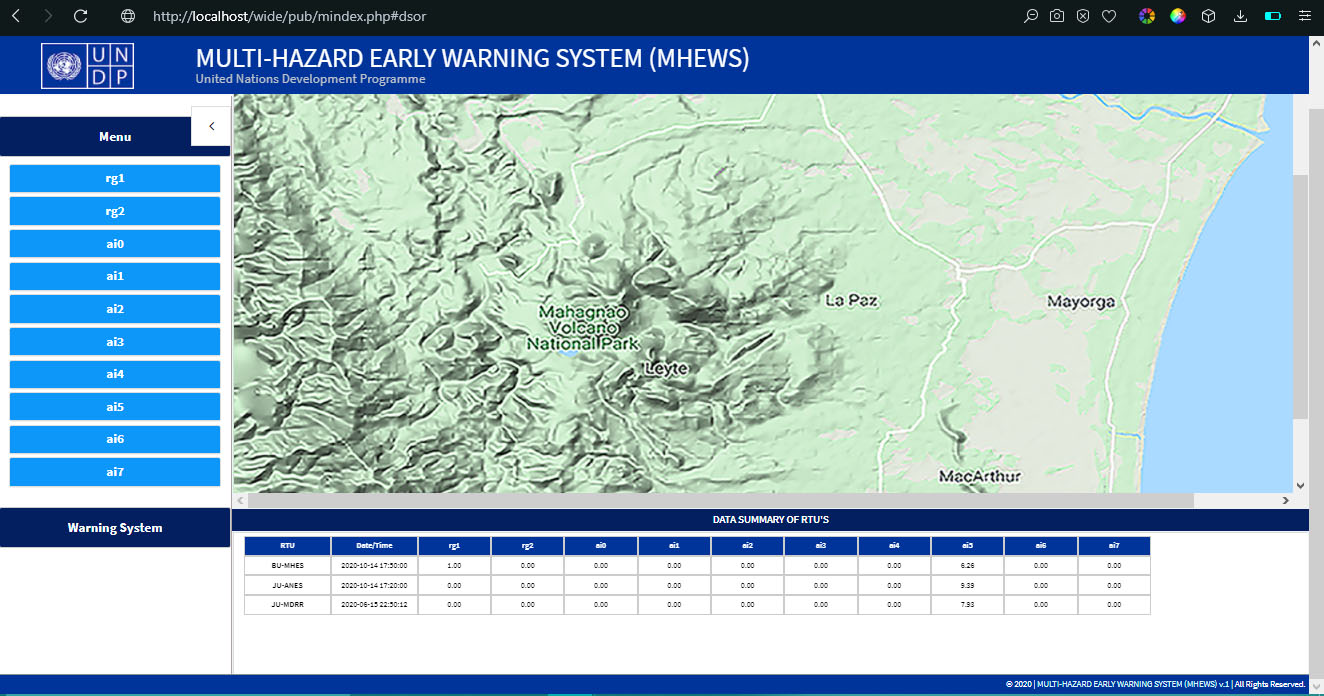 http://localhost/wide/pub/mindex.php#dsor
UN
DP
MULTI-HAZARD EARLY WARNING SYSTEM (MHEWS)
United Nations Development Programme
Menu
rg1
rg2
ai0
ai1
ai2
ai3
ai4
ai5
ai6
ai7
Warning System
Mahagnao
Volcano
National Park
Leyte
La Paz
Mayorga
MacArthur
DATA SUMMARY OF RTU'S
RTU Date/Time rg1 rg2 ai0 ai1 ai2 ai3 ai4 ai5 ai6 ai7
BU-MHES 2020-10-14 17:30:00 1.00 0.00 0.00 0.00 0.00 0.00 0.00 6.26 0.00 0.00
JU-ANES 2020-10-14 17:20:00 0.00 0.00 0.00 0.00 0.00 0.00 0.00 9.39 0.00 0.00
JU-MDRR 2020-06-15 22:50:12 0.00 0.00 0.00 0.00 0.00 0.00 0.00 7.93 0.00 0.00
© 2020 | MULTI-HAZARD EARLY WARNING SYSTEM (MHEWS) v.1 | All Rights Reserved.